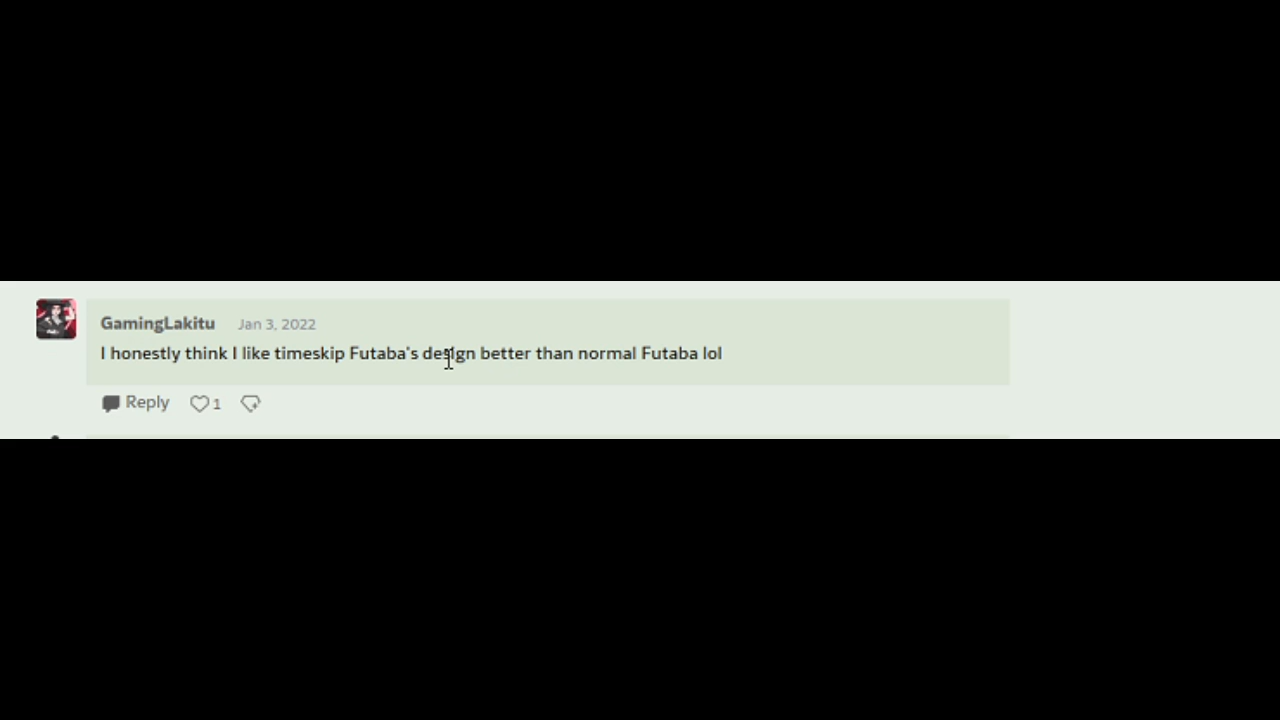 GamingLakitu Jan 3, 2022
I honestly think I like timeskip Futaba's design better than normal Futaba lol
Reply 1